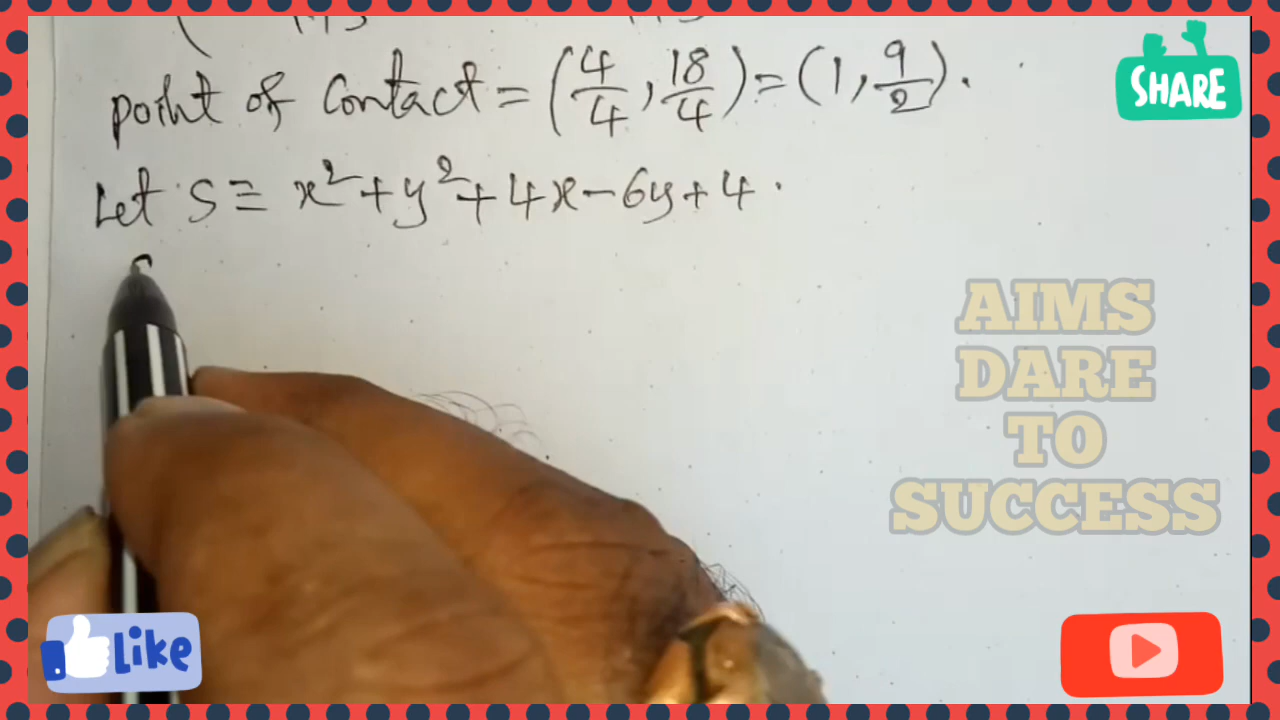 point of contact = (4/4, 18/4) = (1, 9/2).
Let S ≡ x² + y² + 4x - 6y + 4.
SHARE
AIMS
DARE
TO
SUCCESS
Like